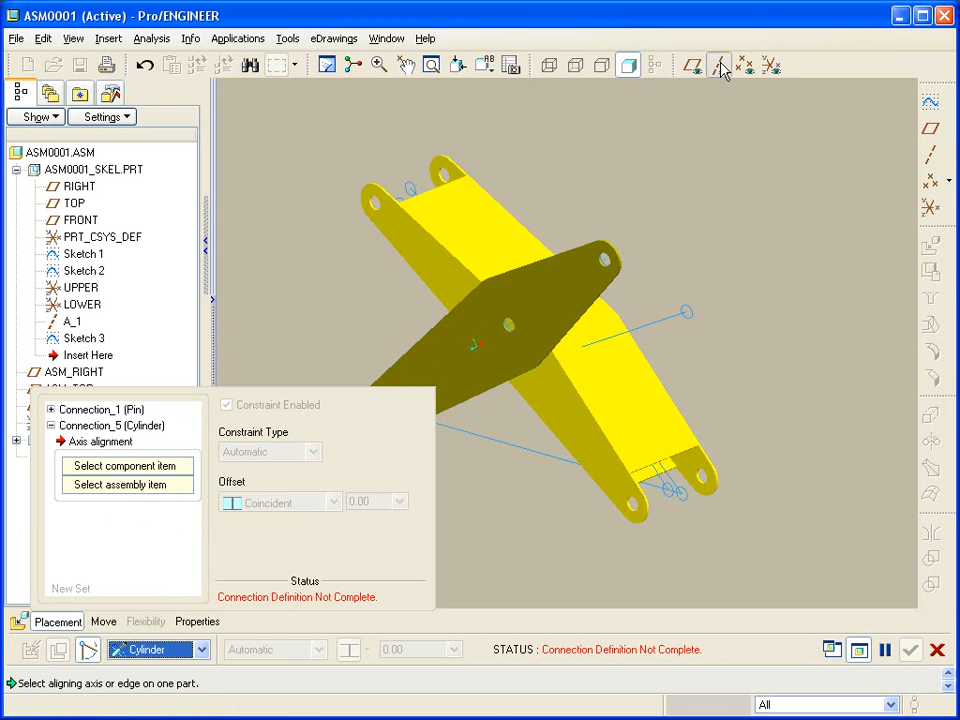 ASM0001 (Active) - Pro/ENGINEER
File Edit View Insert Analysis Info Applications Tools eDrawings Window Help
Show Settings
ASM0001.ASM
ASM0001_SKEL.PRT
RIGHT
TOP
FRONT
PRT_CSYS_DEF
Sketch 1
Sketch 2
UPPER
LOWER
A_1
Sketch 3
Insert Here
ASM_RIGHT
Connection_1 (Pin)
Connection_5 (Cylinder)
Axis alignment
Select component item
Select assembly item
New Set
Constraint Enabled
Constraint Type
Automatic
Offset
Coincident 0.00
Status
Connection Definition Not Complete.
Placement Move Flexibility Properties
Cylinder Automatic 0.00 STATUS : Connection Definition Not Complete.
Select aligning axis or edge on one part.
All